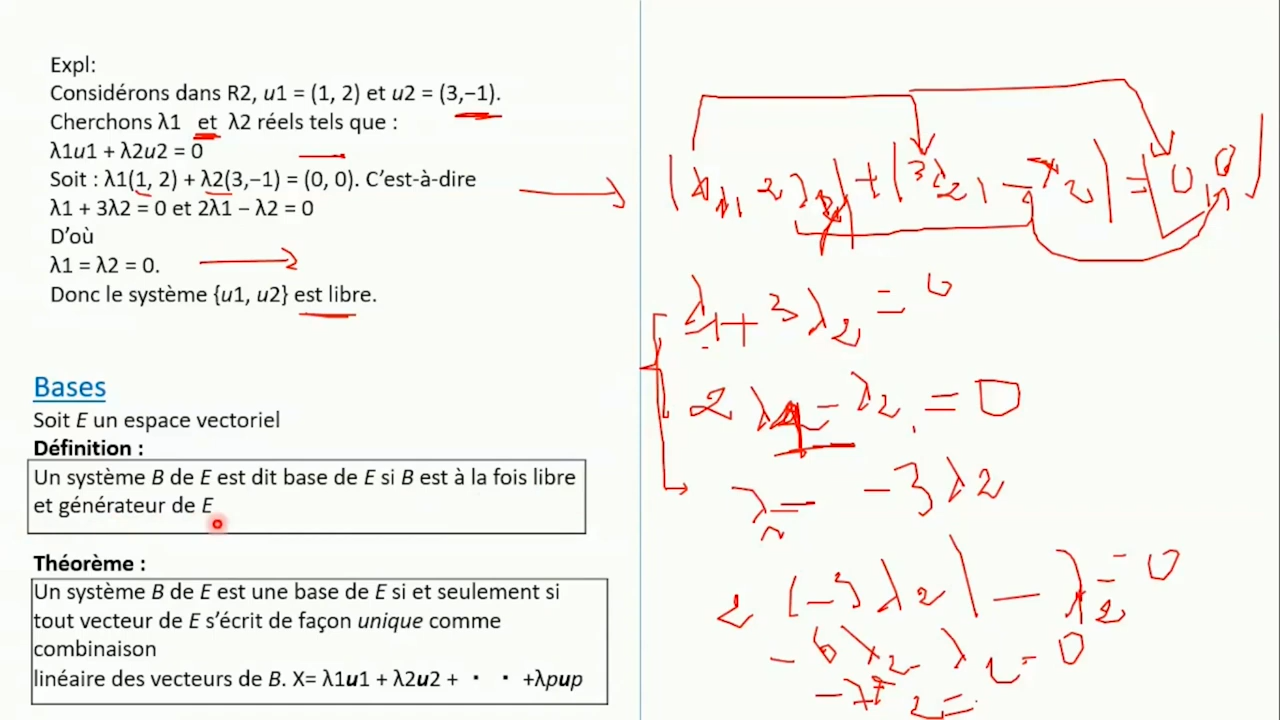 Expl:
Considérons dans R2, u1 = (1, 2) et u2 = (3,−1).
Cherchons λ1 et λ2 réels tels que :
λ1u1 + λ2u2 = 0
Soit : λ1(1, 2) + λ2(3,−1) = (0, 0). C’est-à-dire
λ1 + 3λ2 = 0 et 2λ1 − λ2 = 0
D’où
λ1 = λ2 = 0.
Donc le système {u1, u2} est libre.
Bases
Soit E un espace vectoriel
Définition :
Un système B de E est dit base de E si B est à la fois libre
et générateur de E
Théorème :
Un système B de E est une base de E si et seulement si
tout vecteur de E s’écrit de façon unique comme
combinaison
linéaire des vecteurs de B. X= λ1u1 + λ2u2 + · · +λpup
λ1 + 3λ2 = 0
2λ1 − λ2 = 0
= −3λ2
2(−3λ2) − λ2 = 0
−6λ2 − λ2 = 0
−7λ2 =